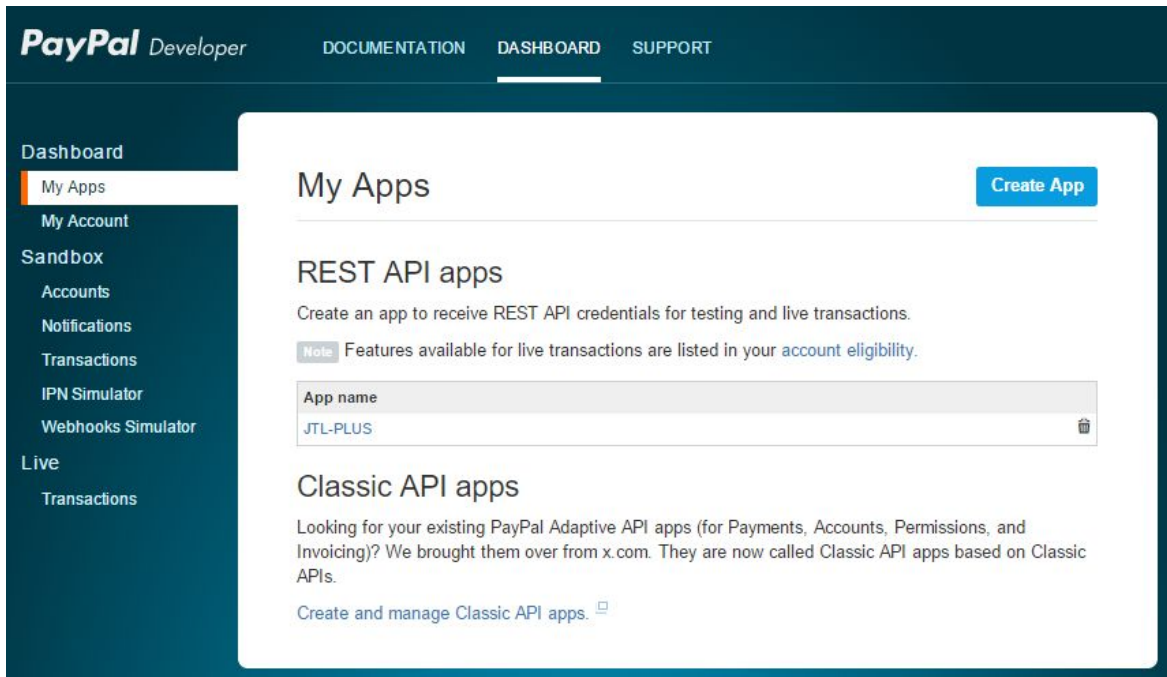 PayPal Developer
DOCUMENTATION DASHBOARD SUPPORT
Dashboard
My Apps
My Account
Sandbox
Accounts
Notifications
Transactions
IPN Simulator
Webhooks Simulator
Live
Transactions
My Apps
Create App
REST API apps
Create an app to receive REST API credentials for testing and live transactions.
Note Features available for live transactions are listed in your account eligibility.
App name
JTL-PLUS
Classic API apps
Looking for your existing PayPal Adaptive API apps (for Payments, Accounts, Permissions, and
Invoicing)? We brought them over from x.com. They are now called Classic API apps based on Classic
APIs.
Create and manage Classic API apps.